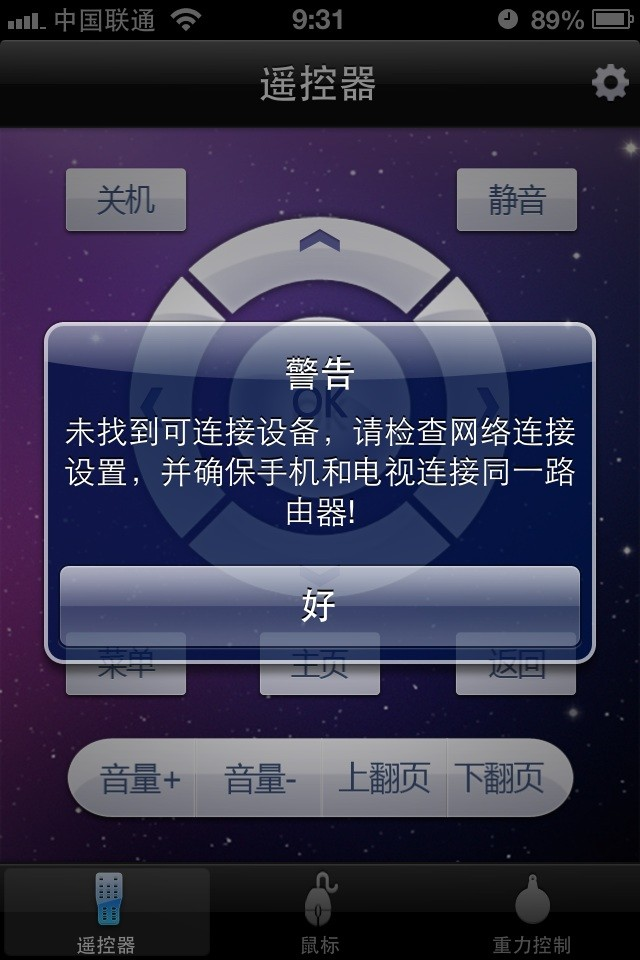 中国联通 9:31 89%
遥控器
关机 静音
警告
OK
未找到可连接设备，请检查网络连接
设置，并确保手机和电视连接同一路
由器!
好
菜单 主页 返回
音量+ 音量- 上翻页 下翻页
遥控器 鼠标 重力控制